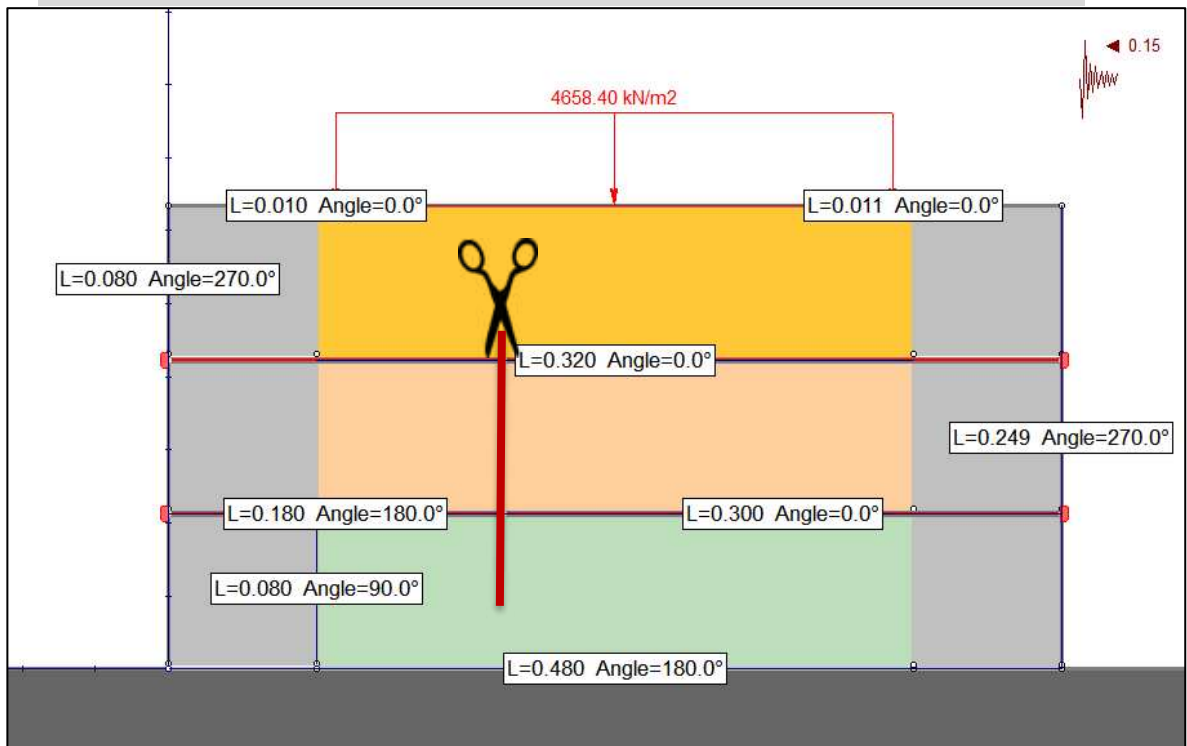 ◄ 0.15
4658.40 kN/m2
L=0.010 Angle=0.0°
L=0.011 Angle=0.0°
L=0.080 Angle=270.0°
L=0.320 Angle=0.0°
L=0.249 Angle=270.0°
L=0.180 Angle=180.0°
L=0.300 Angle=0.0°
L=0.080 Angle=90.0°
L=0.480 Angle=180.0°